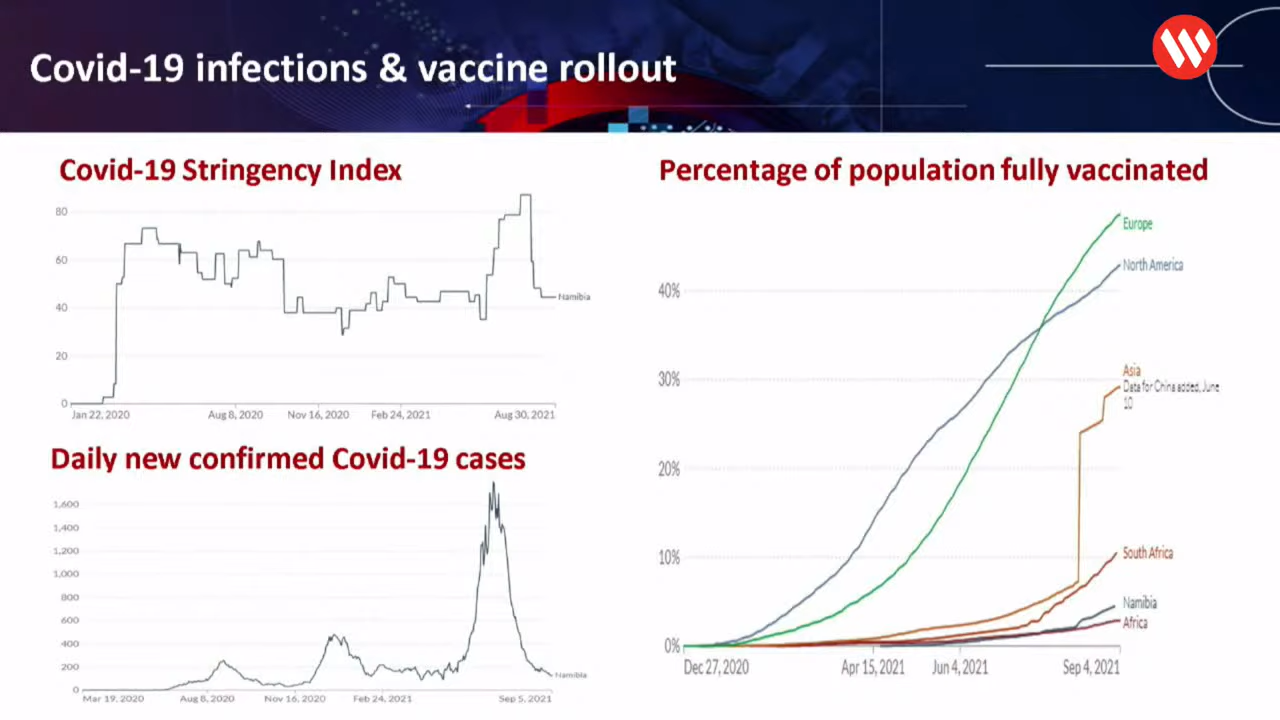 Covid-19 infections & vaccine rollout
Covid-19 Stringency Index
80
60
40
20
0
Namibia
Jan 22, 2020
Aug 8, 2020
Nov 16, 2020
Feb 24, 2021
Aug 30, 2021
Daily new confirmed Covid-19 cases
1,600
1,400
1,200
1,000
800
600
400
200
0
Namibia
Mar 19, 2020
Aug 8, 2020
Nov 16, 2020
Feb 24, 2021
Sep 5, 2021
Percentage of population fully vaccinated
Europe
North America
40%
Asia
Data for China added, June
10
30%
20%
10%
South Africa
Namibia
Africa
0%
Dec 27, 2020
Apr 15, 2021
Jun 4, 2021
Sep 4, 2021